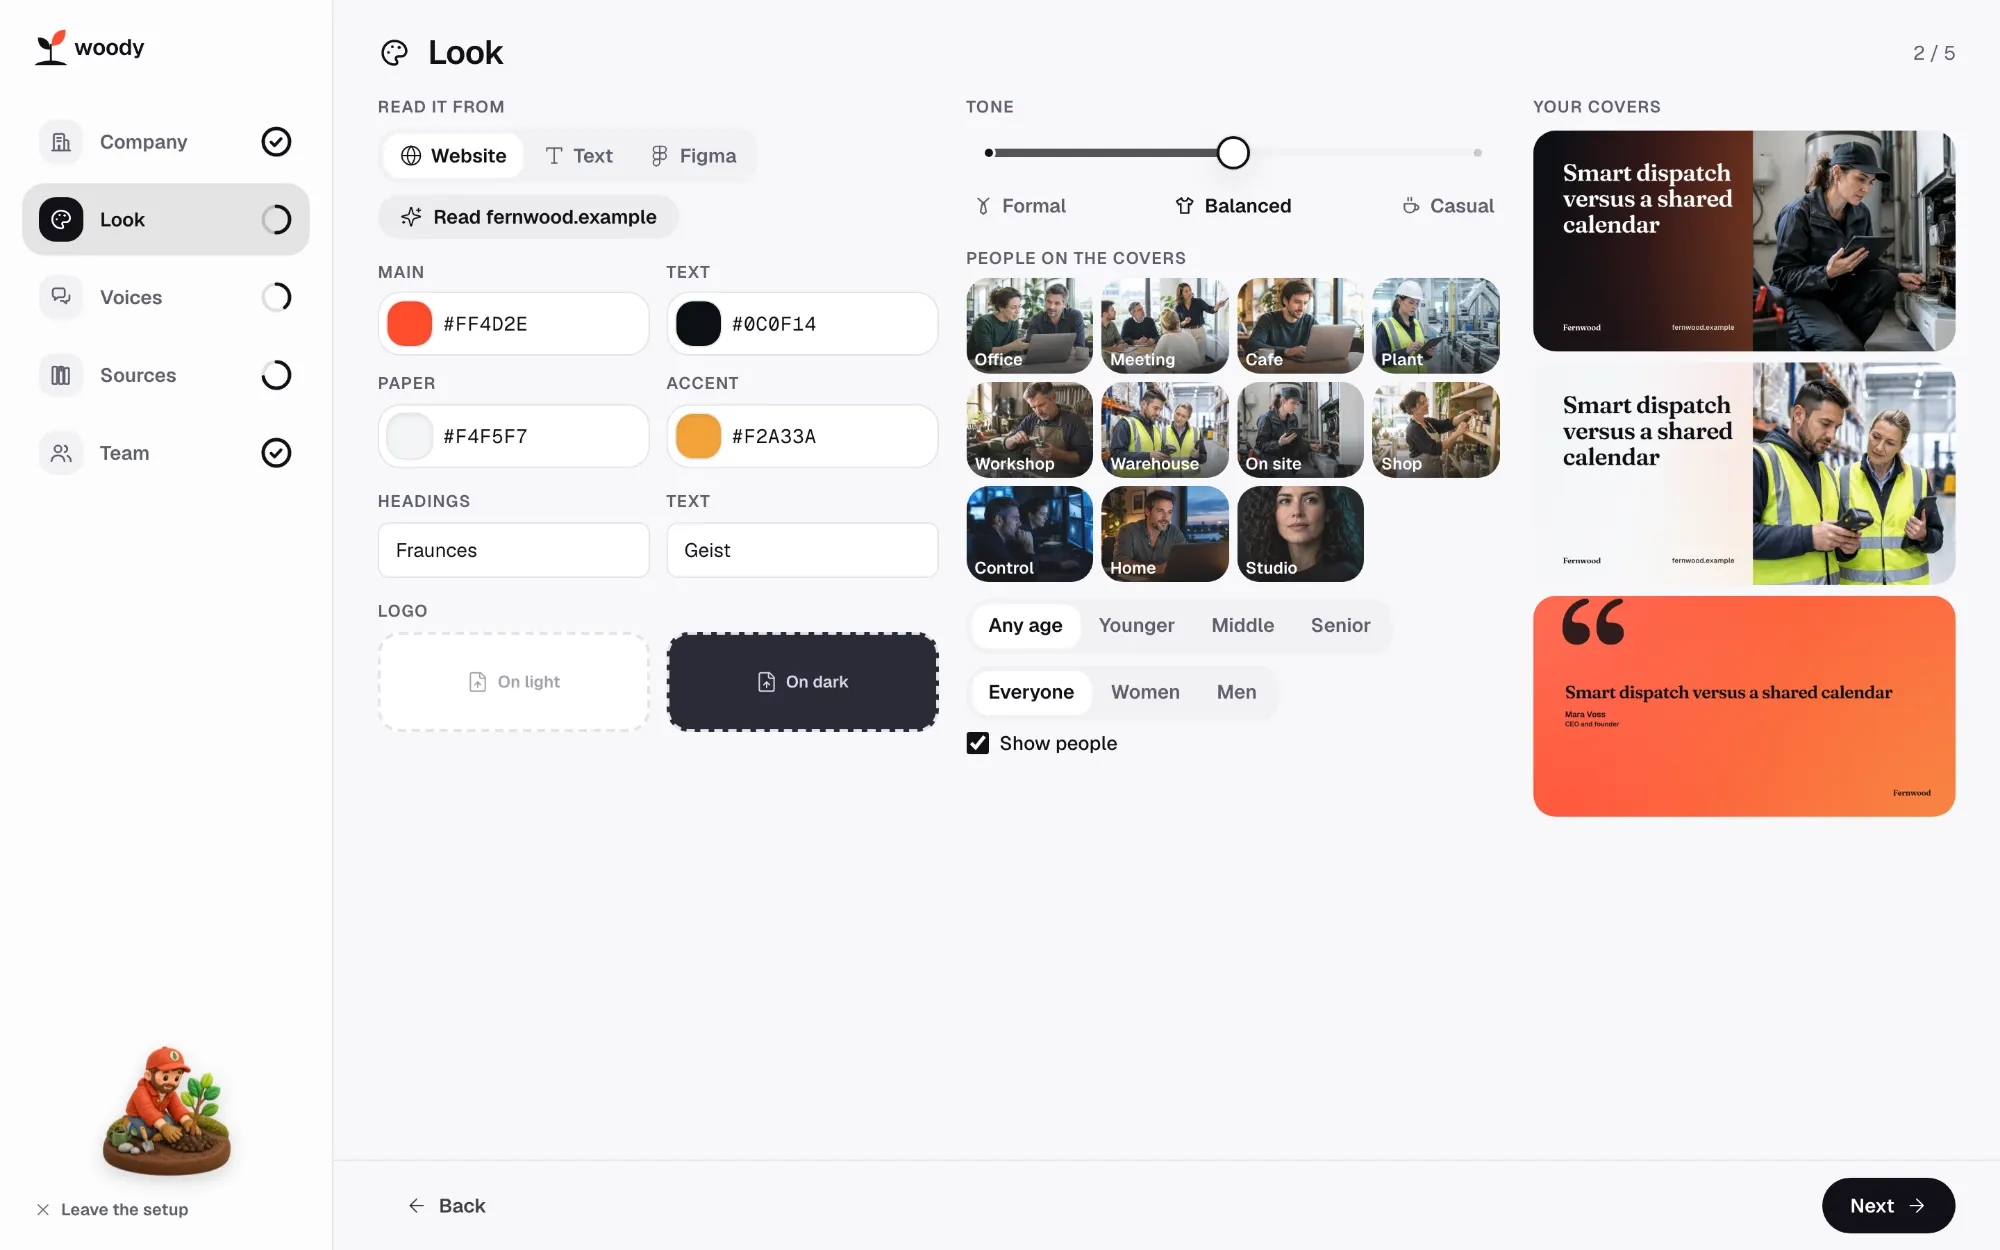 woody
Company
Look
Voices
Sources
Team
Leave the setup
Look
2 / 5
READ IT FROM
Website
Text
Figma
Read fernwood.example
MAIN
TEXT
#FF4D2E
#0C0F14
PAPER
ACCENT
#F4F5F7
#F2A33A
HEADINGS
TEXT
Fraunces
Geist
LOGO
On light
On dark
TONE
Formal
Balanced
Casual
PEOPLE ON THE COVERS
Office
Meeting
Cafe
Plant
Workshop
Warehouse
On site
Shop
Control
Home
Studio
Any age
Younger
Middle
Senior
Everyone
Women
Men
Show people
YOUR COVERS
Smart dispatch
versus a shared
calendar
Fernwood
fernwood.example
Smart dispatch
versus a shared
calendar
Fernwood
fernwood.example
“
Smart dispatch versus a shared calendar
Mara Voss
CEO and founder
Fernwood
Back
Next